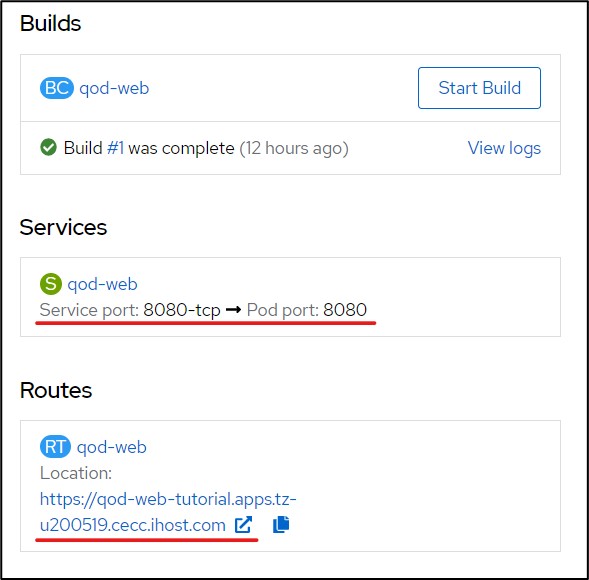 Builds
BC qod-web
Start Build
Build #1 was complete (12 hours ago)
View logs
Services
S qod-web
Service port: 8080-tcp → Pod port: 8080
Routes
RT qod-web
Location:
https://qod-web-tutorial.apps.tz-
u200519.cecc.ihost.com